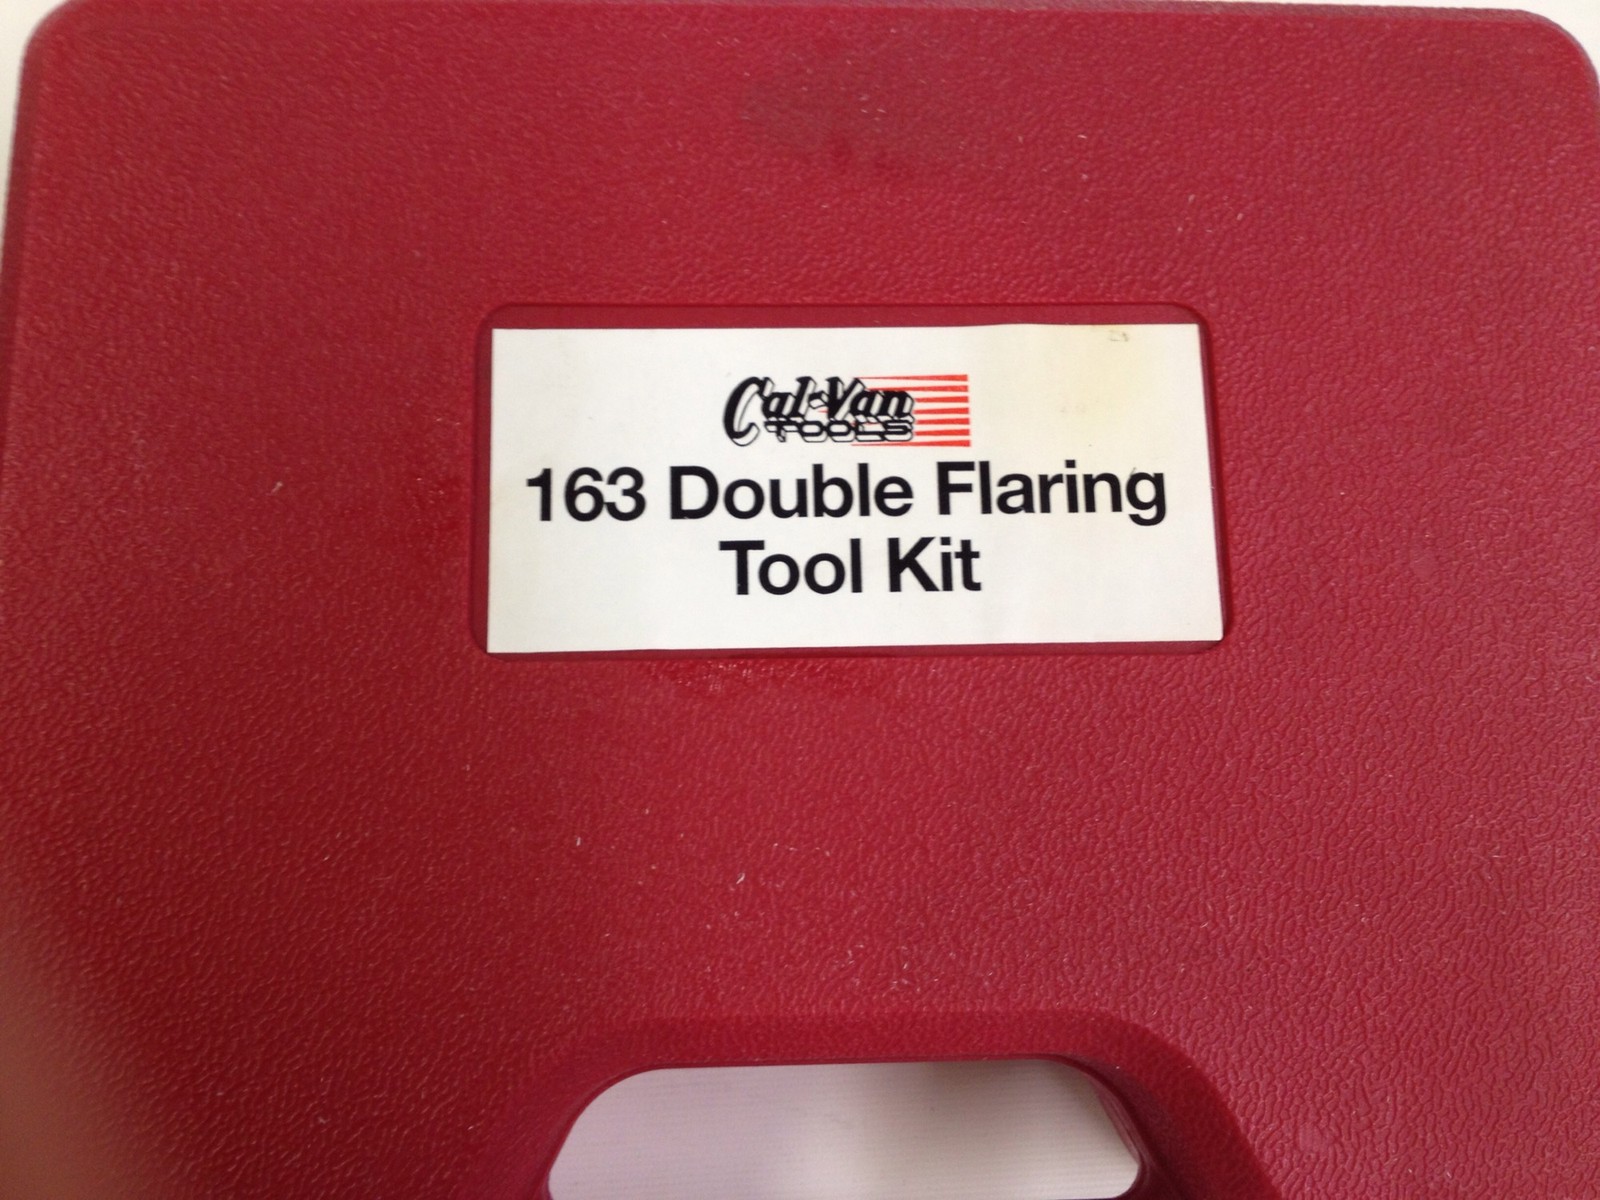 Cal-Van
TOOLS
163 Double Flaring
Tool Kit